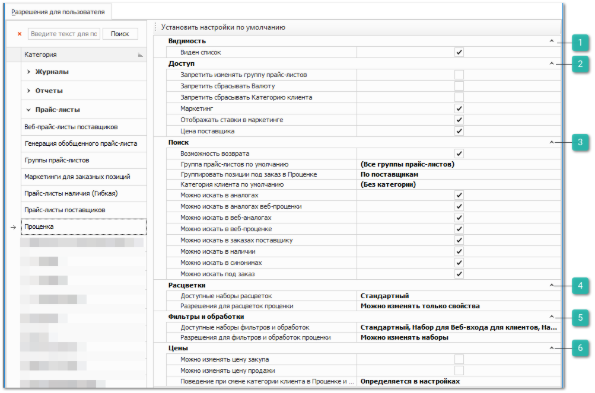 Разрешения для пользователя
Введите текст для по
Поиск
Установить настройки по умолчанию
Категория
Журналы
Отчеты
Прайс-листы
Веб-прайс-листы поставщиков
Генерация обобщенного прайс-листа
Группы прайс-листов
Маркетинги для заказных позиций
Прайс-листы наличия (Гибкая)
Прайс-листы поставщиков
Проценка
Видимость
1
Виден список
Доступ
2
Запретить изменять группу прайс-листов
Запретить сбрасывать Валюту
Запретить сбрасывать Категорию клиента
Маркетинг
Отображать ставки в маркетинге
Цена поставщика
Поиск
3
Возможность возврата
Группа прайс-листов по умолчанию (Все группы прайс-листов)
Группировать позиции под заказ в Проценке По поставщикам
Категория клиента по умолчанию (Без категории)
Можно искать в аналогах
Можно искать в аналогах веб-проценки
Можно искать в веб-аналогах
Можно искать в веб-проценке
Можно искать в заказах поставщику
Можно искать в наличии
Можно искать в синонимах
Можно искать под заказ
Расцветки
4
Доступные наборы расцветок Стандартный
Разрешения для расцветок проценки Можно изменять только свойства
Фильтры и обработки
5
Доступные наборы фильтров и обработок Стандартный, Набор для Веб-входа для клиентов, На...
Разрешения для фильтров и обработок проценки Можно изменять наборы
Цены
6
Можно изменять цену закупа
Можно изменять цену продажи
Поведение при смене категории клиента в Проценке и ... Определяется в настройках